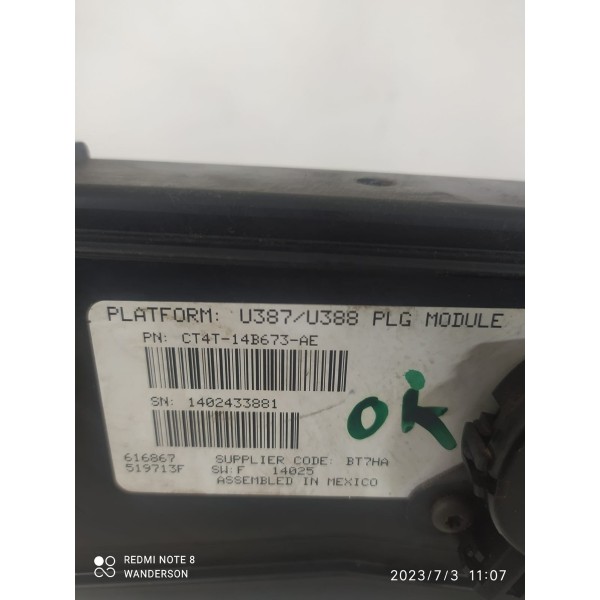 PLATFORM: U387/U388 PLG MODULE
PN: CT4T-14B673-AE
SN: 1402433881
OK
616867 SUPPLIER CODE: BT7HA
519713F SW:F 14025
ASSEMBLED IN MEXICO
REDMI NOTE 8
WANDERSON
2023/7/3 11:07